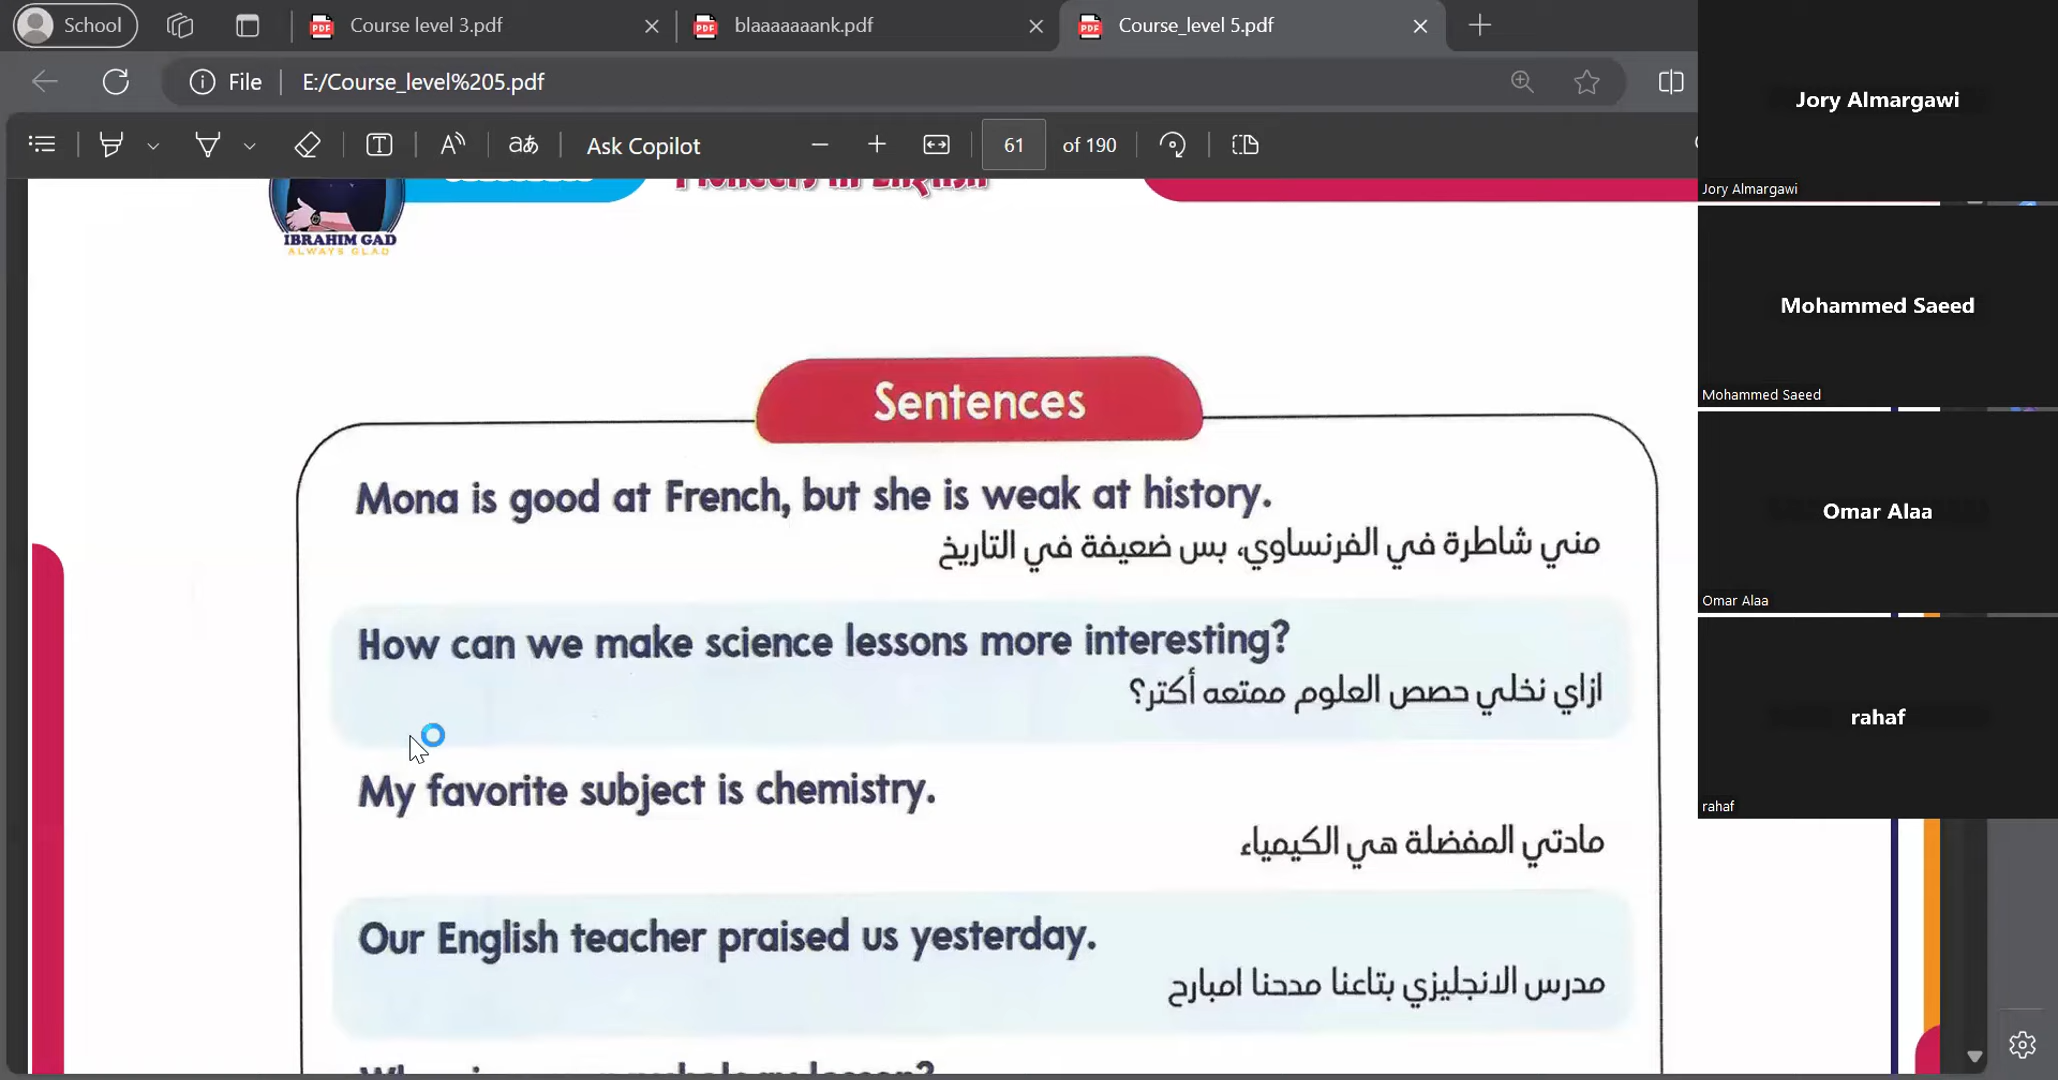 School
Course level 3.pdf
blaaaaaaank.pdf
Course_level 5.pdf
File
E:/Course_level%205.pdf
Ask Copilot
61 of 190
Pioneers in English
IBRAHIM GAD
ALWAYS GLAD
Sentences
Mona is good at French, but she is weak at history.
مني شاطرة في الفرنساوي، بس ضعيفة في التاريخ
How can we make science lessons more interesting?
ازاي نخلي حصص العلوم ممتعه أكتر؟
My favorite subject is chemistry.
مادتي المفضلة هي الكيمياء
Our English teacher praised us yesterday.
مدرس الانجليزي بتاعنا مدحنا امبارح
lesson?
Jory Almargawi
Jory Almargawi
Mohammed Saeed
Mohammed Saeed
Omar Alaa
Omar Alaa
rahaf
rahaf